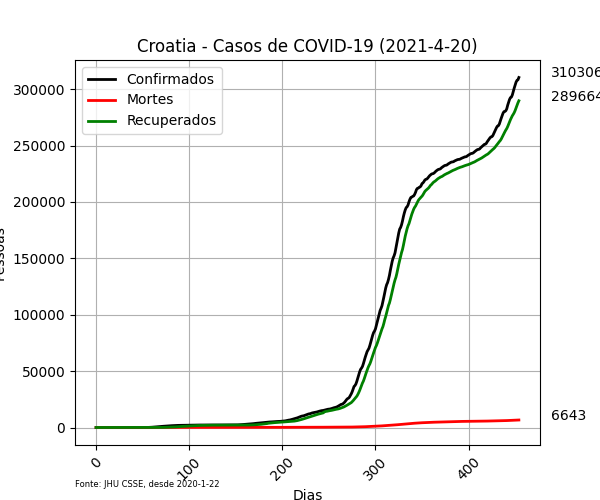 Croatia - Casos de COVID-19 (2021-4-20)
Confirmados
Mortes
Recuperados
310306
289664
6643
300000
250000
200000
150000
100000
50000
0
0
100
200
300
400
Dias
Fonte: JHU CSSE, desde 2020-1-22